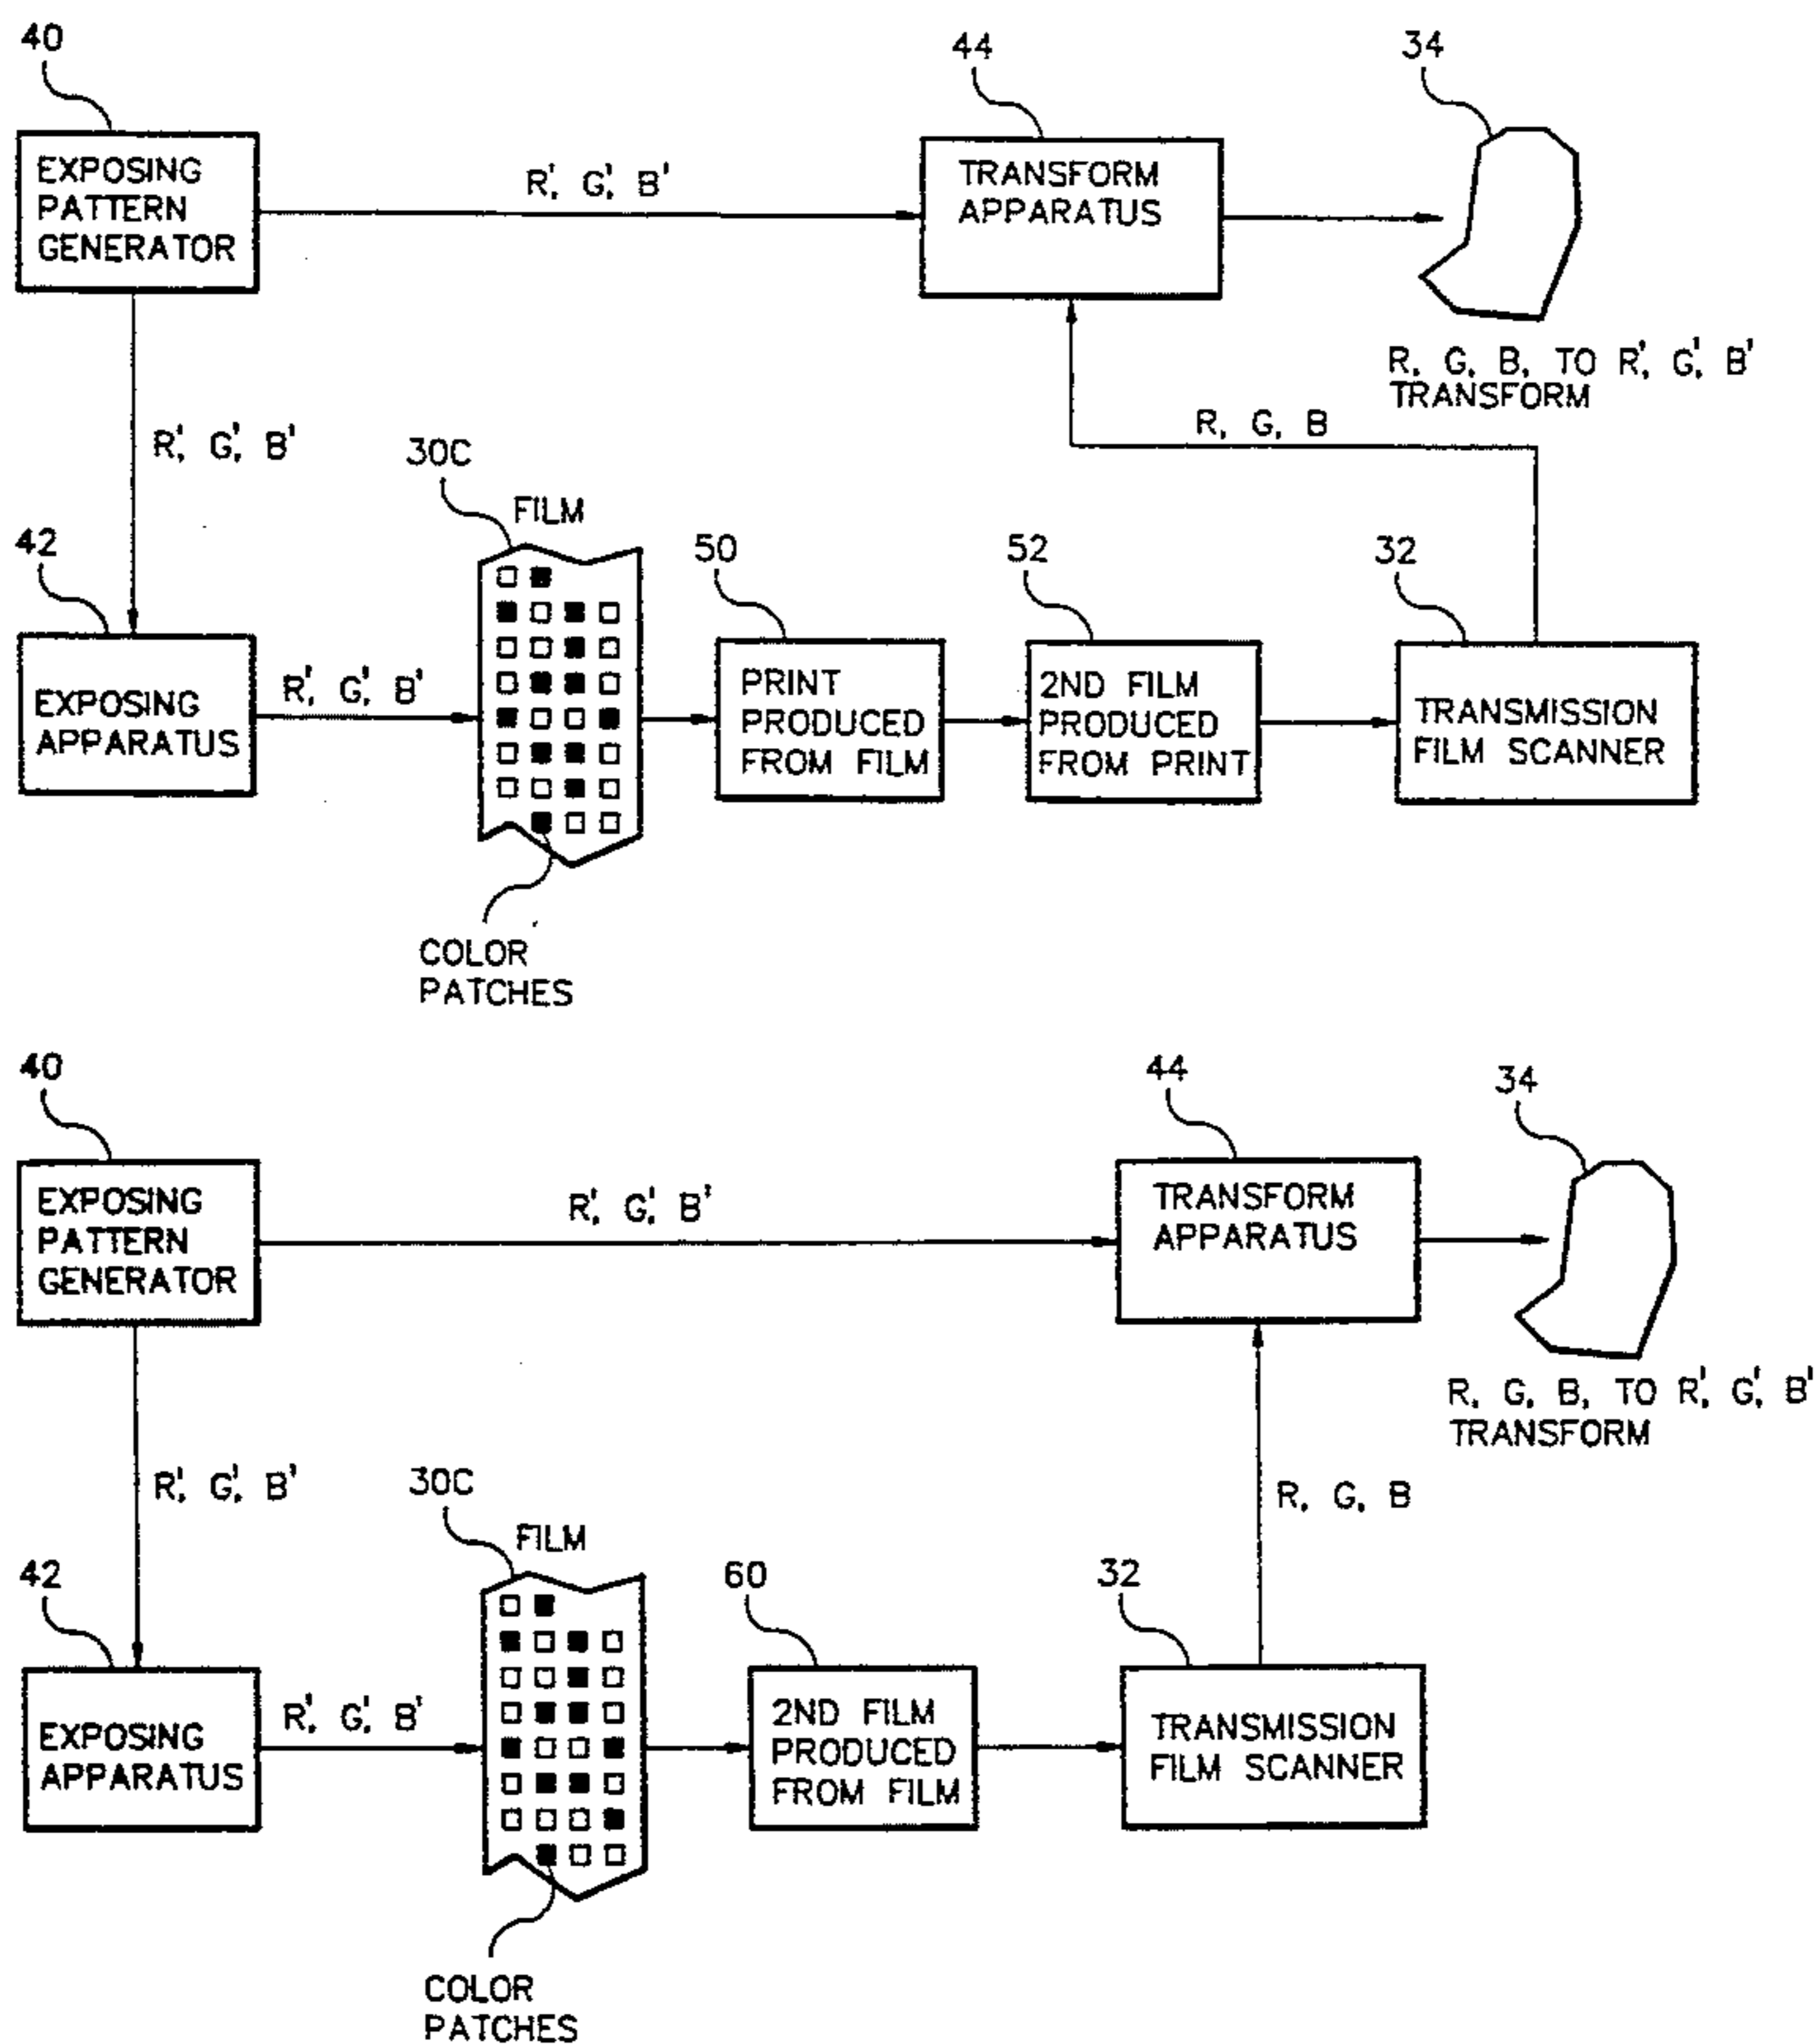 40
44
34
EXPOSING
PATTERN
GENERATOR
R', G', B'
TRANSFORM
APPARATUS
R, G, B, TO R', G', B'
TRANSFORM
R', G', B'
R, G, B
30C
FILM
42
50
52
32
EXPOSING
APPARATUS
R', G', B'
PRINT
PRODUCED
FROM FILM
2ND FILM
PRODUCED
FROM PRINT
TRANSMISSION
FILM SCANNER
COLOR
PATCHES
40
44
34
EXPOSING
PATTERN
GENERATOR
R', G', B'
TRANSFORM
APPARATUS
R, G, B, TO R', G', B'
TRANSFORM
R', G', B'
R, G, B
30C
FILM
42
60
32
EXPOSING
APPARATUS
R', G', B'
2ND FILM
PRODUCED
FROM FILM
TRANSMISSION
FILM SCANNER
COLOR
PATCHES